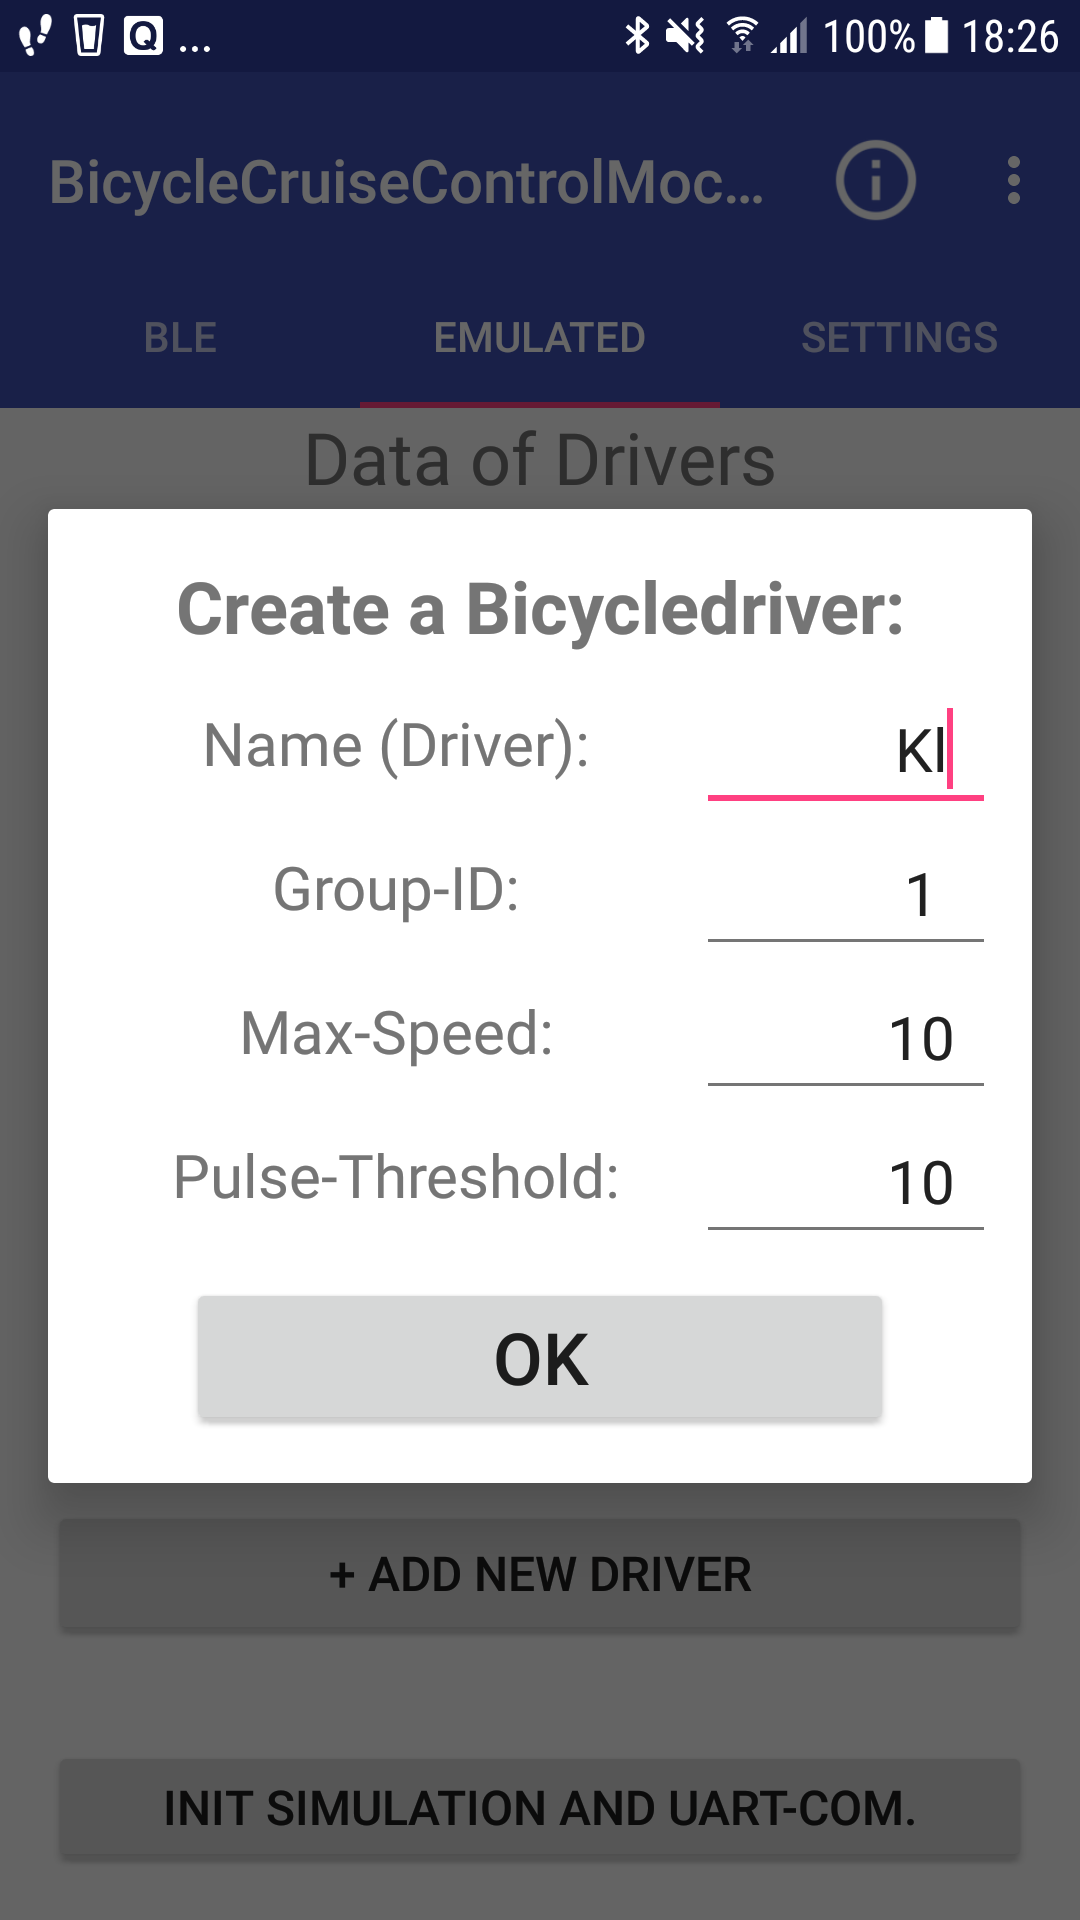 ... 100% 18:26
BicycleCruiseControlMoc...
BLE EMULATED SETTINGS
Data of Drivers
Create a Bicycledriver:
Name (Driver): Kl
Group-ID: 1
Max-Speed: 10
Pulse-Threshold: 10
OK
+ ADD NEW DRIVER
INIT SIMULATION AND UART-COM.